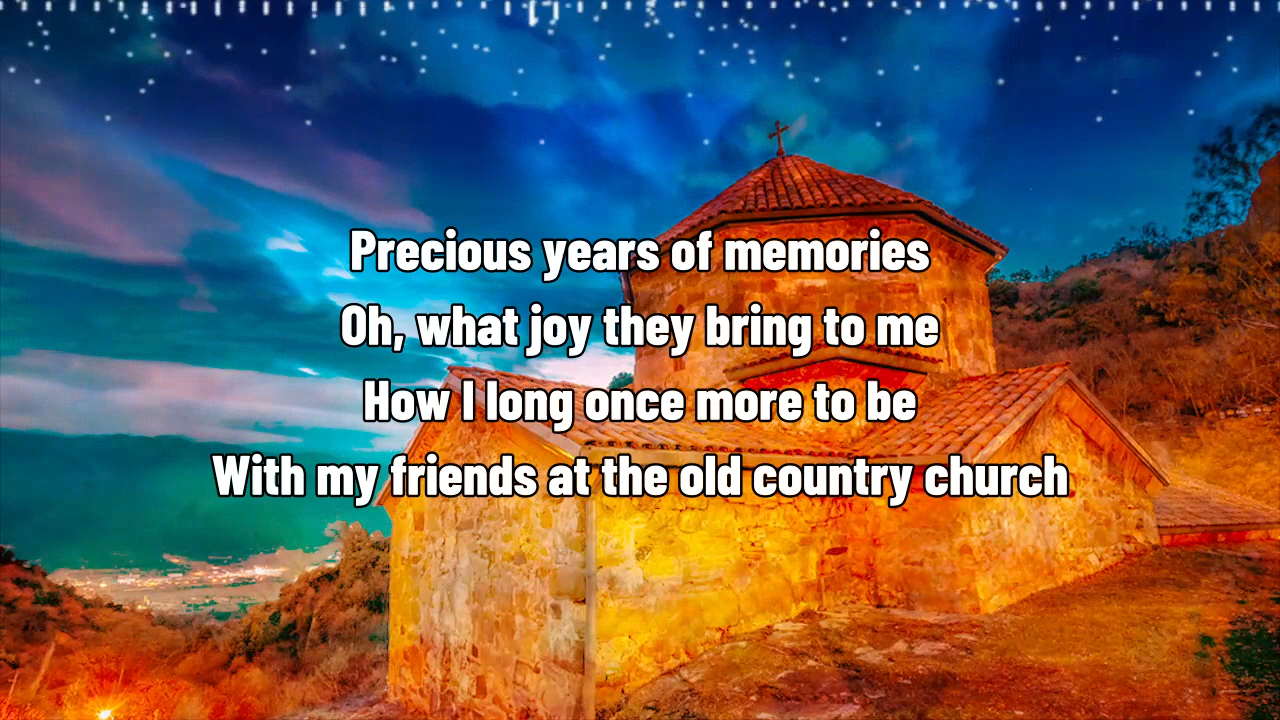 Precious years of memories
Oh, what joy they bring to me
How I long once more to be
With my friends at the old country church